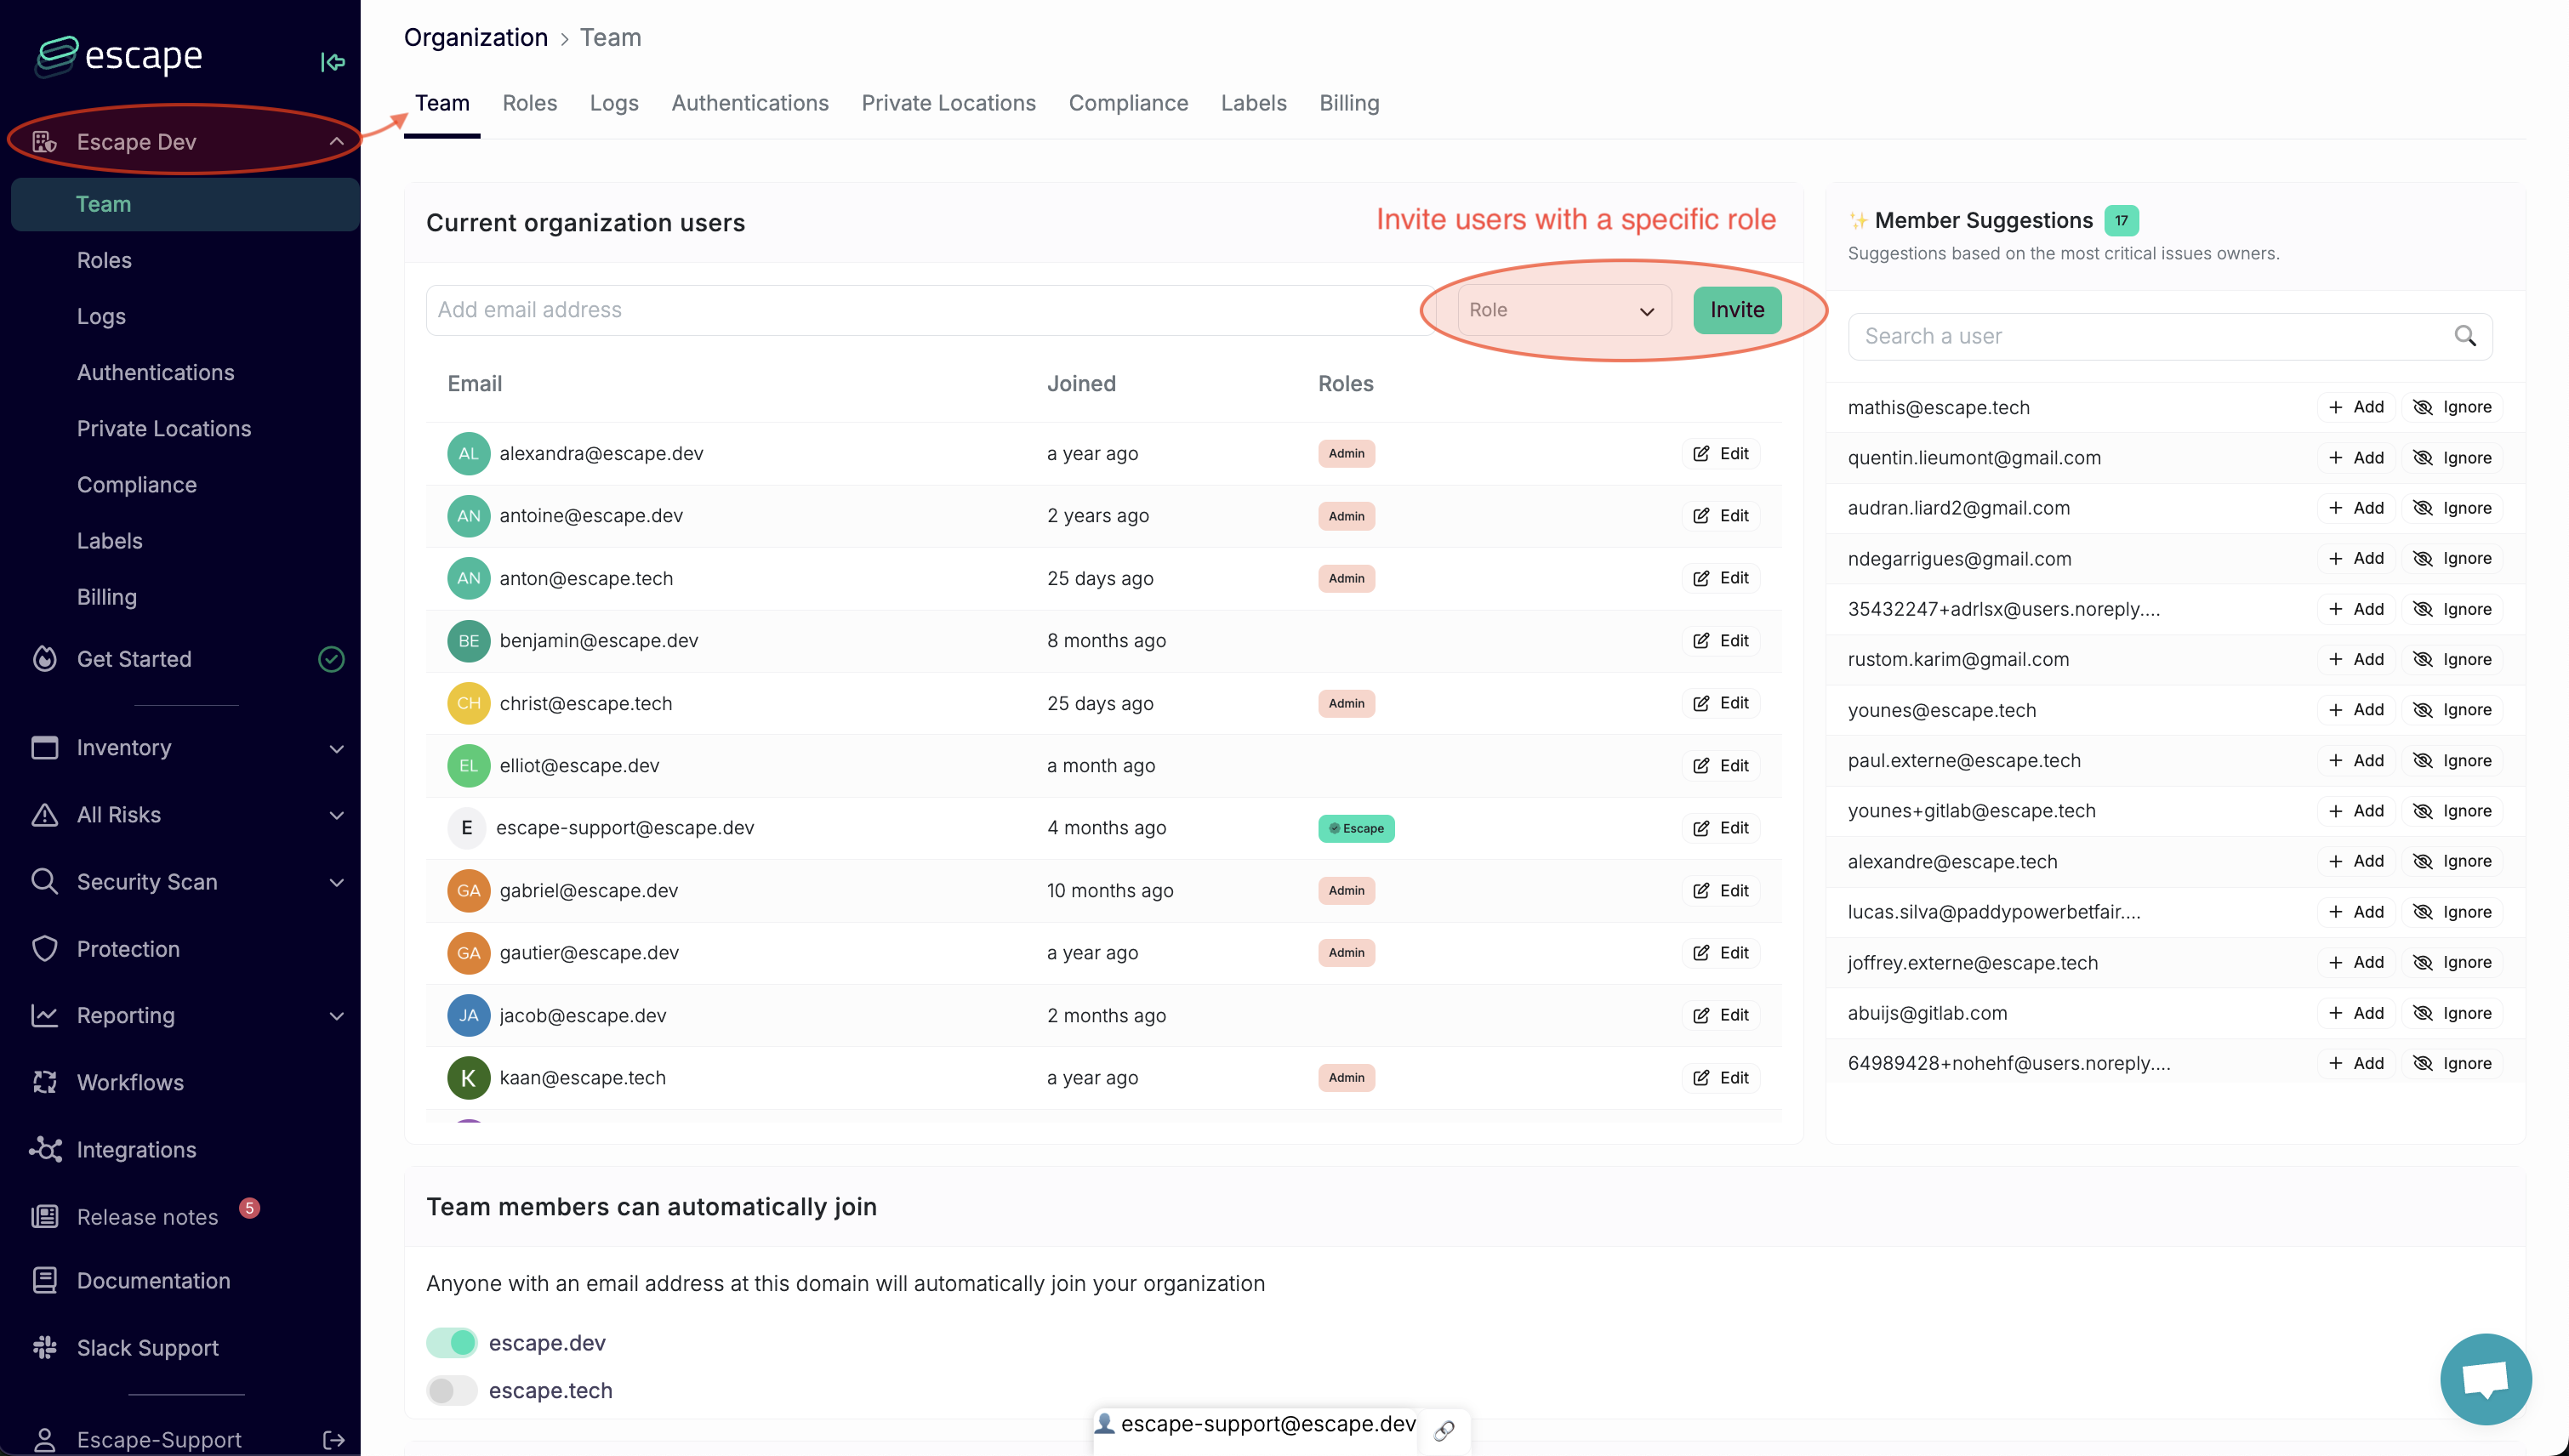 escape
Escape Dev
Team
Roles
Logs
Authentications
Private Locations
Compliance
Labels
Billing
Get Started
Inventory
All Risks
Security Scan
Protection
Reporting
Workflows
Integrations
Release notes 5
Documentation
Slack Support
Escape-Support
Organization > Team
Team Roles Logs Authentications Private Locations Compliance Labels Billing
Current organization users
Invite users with a specific role
Add email address Role Invite
Email Joined Roles
AL alexandra@escape.dev a year ago Admin Edit
AN antoine@escape.dev 2 years ago Admin Edit
AN anton@escape.tech 25 days ago Admin Edit
BE benjamin@escape.dev 8 months ago Edit
CH christ@escape.tech 25 days ago Admin Edit
EL elliot@escape.dev a month ago Edit
E escape-support@escape.dev 4 months ago Escape Edit
GA gabriel@escape.dev 10 months ago Admin Edit
GA gautier@escape.dev a year ago Admin Edit
JA jacob@escape.dev 2 months ago Edit
K kaan@escape.tech a year ago Admin Edit
Member Suggestions 17
Suggestions based on the most critical issues owners.
Search a user
mathis@escape.tech + Add Ignore
quentin.lieumont@gmail.com + Add Ignore
audran.liard2@gmail.com + Add Ignore
ndegarrigues@gmail.com + Add Ignore
35432247+adrlsx@users.noreply.... + Add Ignore
rustom.karim@gmail.com + Add Ignore
younes@escape.tech + Add Ignore
paul.externe@escape.tech + Add Ignore
younes+gitlab@escape.tech + Add Ignore
alexandre@escape.tech + Add Ignore
lucas.silva@paddypowerbetfair.... + Add Ignore
joffrey.externe@escape.tech + Add Ignore
abuijs@gitlab.com + Add Ignore
64989428+nohehf@users.noreply.... + Add Ignore
Team members can automatically join
Anyone with an email address at this domain will automatically join your organization
escape.dev
escape.tech
escape-support@escape.dev